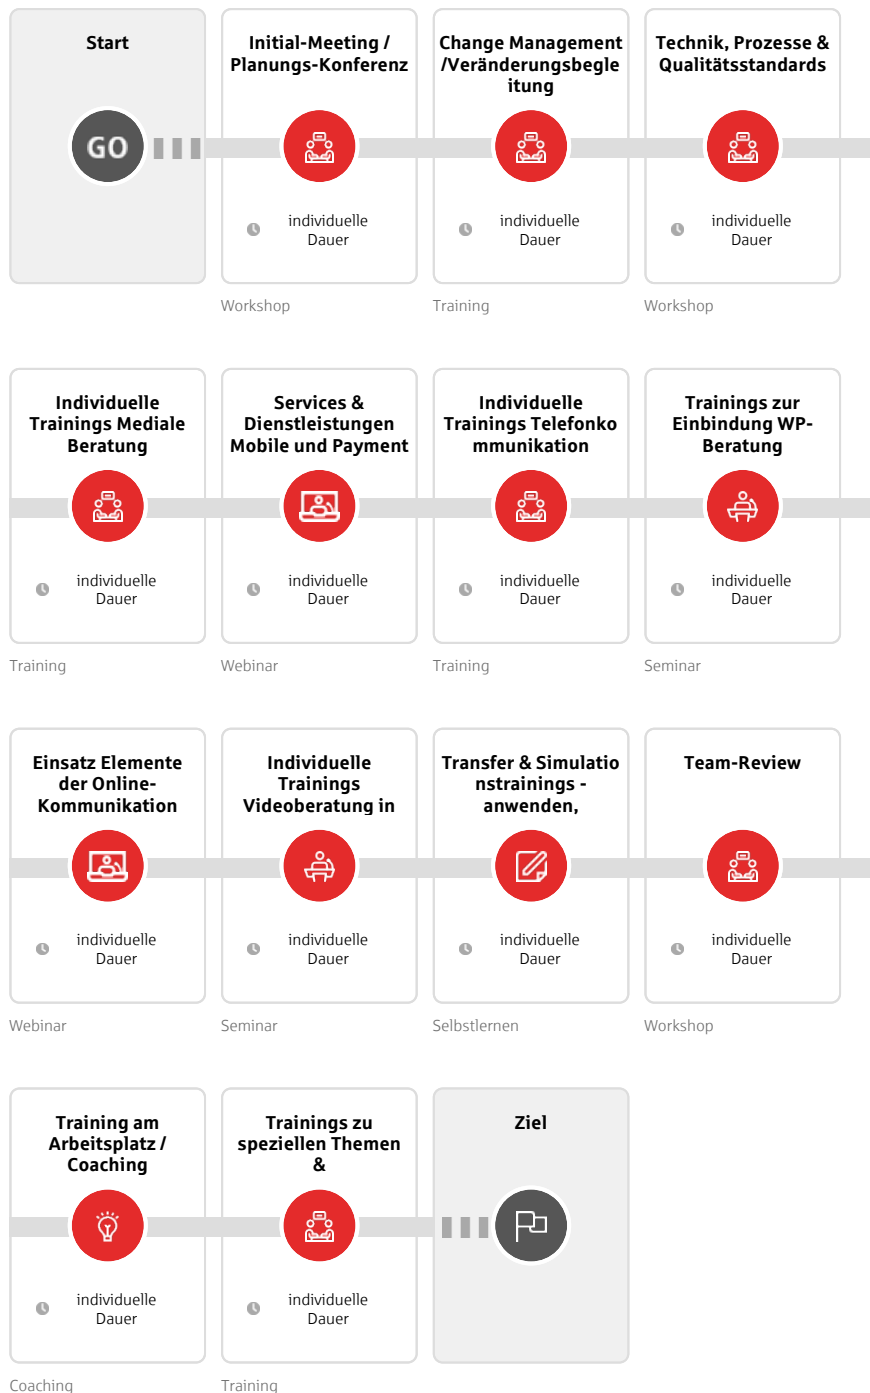 Start
Initial-Meeting /
Planungs-Konferenz
Change Management
/Veränderungsbegle
itung
Technik, Prozesse &
Qualitätsstandards
GO
individuelle
Dauer
individuelle
Dauer
individuelle
Dauer
Workshop
Training
Workshop
Individuelle
Trainings Mediale
Beratung
Services &
Dienstleistungen
Mobile und Payment
Individuelle
Trainings Telefonko
mmunikation
Trainings zur
Einbindung WP-
Beratung
individuelle
Dauer
individuelle
Dauer
individuelle
Dauer
individuelle
Dauer
Training
Webinar
Training
Seminar
Einsatz Elemente
der Online-
Kommunikation
Individuelle
Trainings
Videoberatung in
Transfer & Simulatio
nstrainings -
anwenden,
Team-Review
individuelle
Dauer
individuelle
Dauer
individuelle
Dauer
individuelle
Dauer
Webinar
Seminar
Selbstlernen
Workshop
Training am
Arbeitsplatz /
Coaching
Trainings zu
speziellen Themen
&
Ziel
individuelle
Dauer
individuelle
Dauer
Coaching
Training